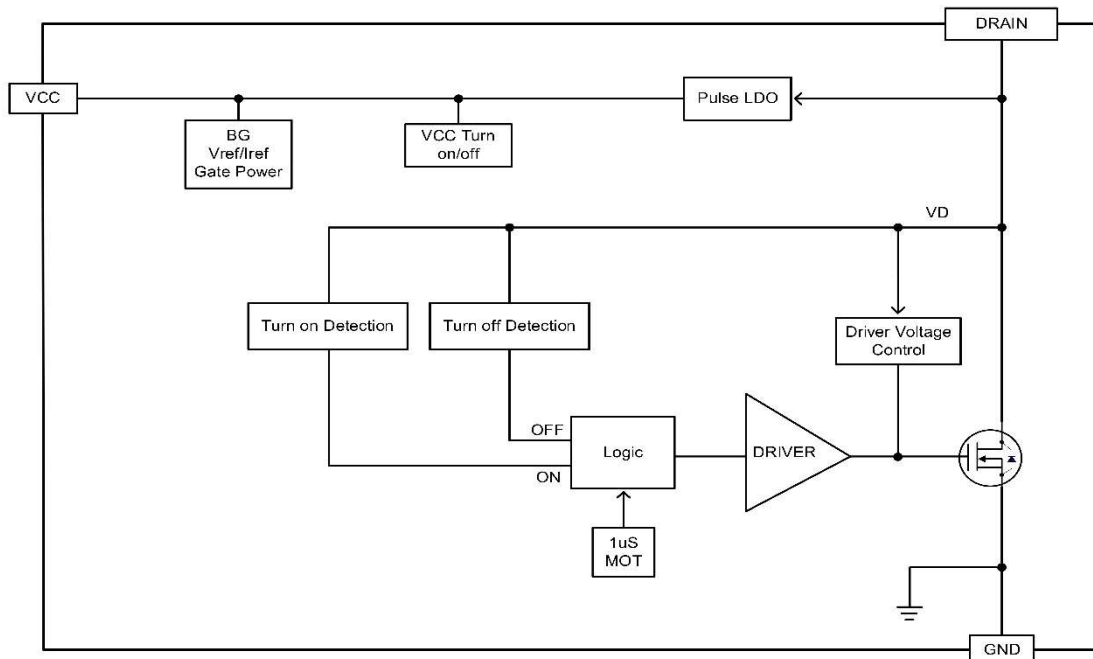 DRAIN
VCC
Pulse LDO
BG
Vref/Iref
Gate Power
VCC Turn
on/off
VD
Turn on Detection
Turn off Detection
Driver Voltage
Control
OFF
ON
Logic
DRIVER
1uS
MOT
GND